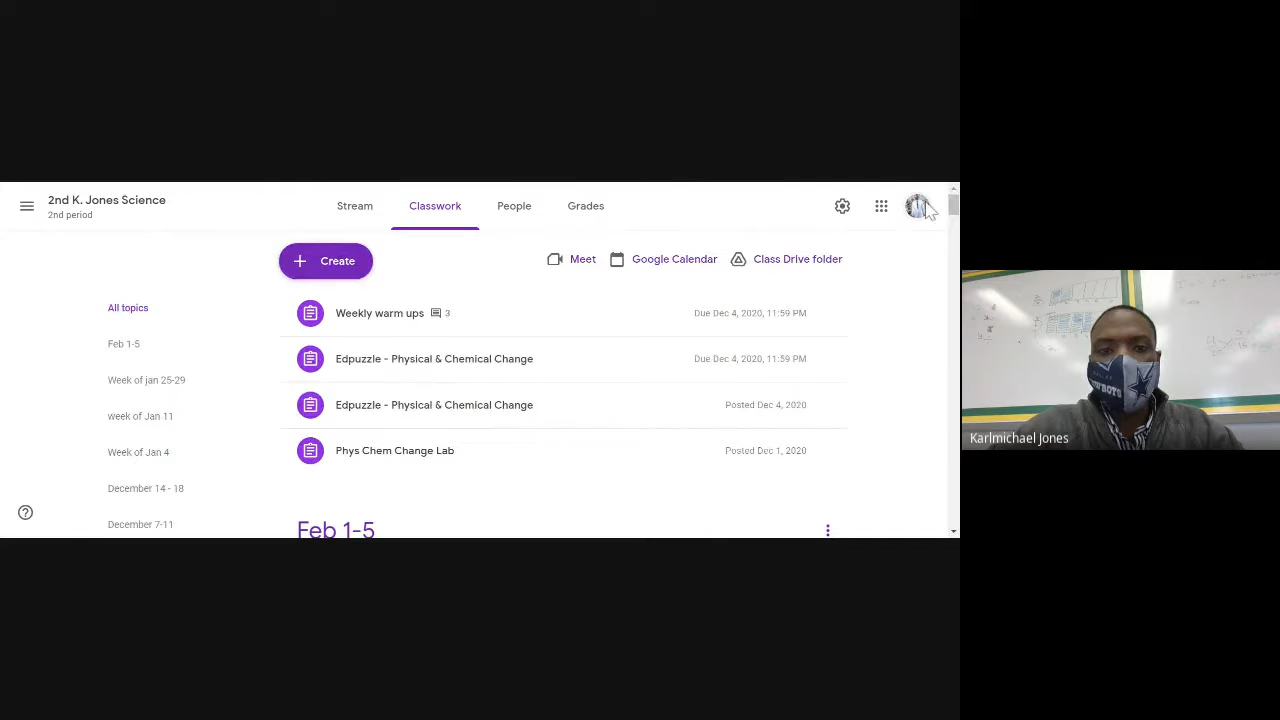 2nd K. Jones Science
2nd period
Stream
Classwork
People
Grades
Create
Meet
Google Calendar
Class Drive folder
All topics
Feb 1-5
Week of jan 25-29
week of Jan 11
Week of Jan 4
December 14 - 18
December 7-11
Weekly warm ups 3 Due Dec 4, 2020, 11:59 PM
Edpuzzle - Physical & Chemical Change Due Dec 4, 2020, 11:59 PM
Edpuzzle - Physical & Chemical Change Posted Dec 4, 2020
Phys Chem Change Lab Posted Dec 1, 2020
Feb 1-5
Karlmichael Jones